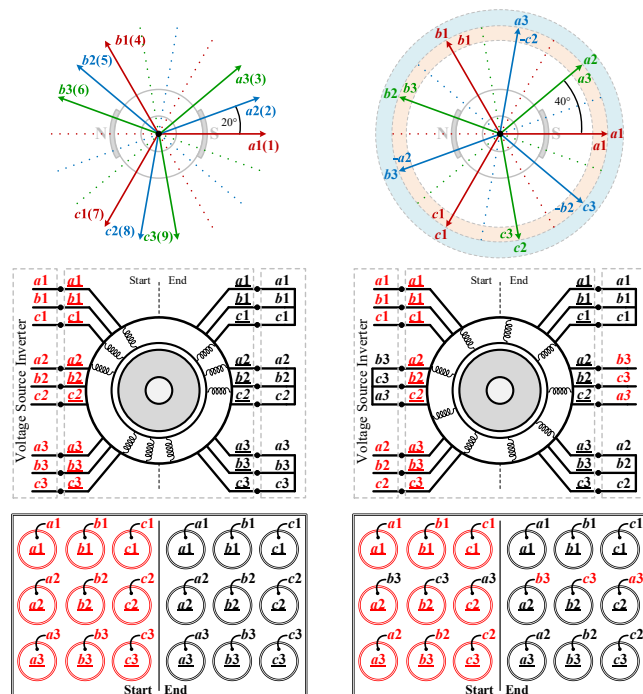 b1(4)
b2(5)
b3(6)
a3(3)
a2(2)
20°
N
S
a1(1)
c1(7)
c2(8)
c3(9)
a3
-c2
b1
b1
a2
a3
40°
b2
b3
N
S
a1
a1
-a2
b3
c3
-b2
c1
c1
c3
c2
Voltage Source Inverter
Start
End
a1 a1 a1 a1
b1 b1 b1 b1
c1 c1 c1 c1
a2 a2 a2 a2
b2 b2 b2 b2
c2 c2 c2 c2
a3 a3 a3 a3
b3 b3 b3 b3
c3 c3 c3 c3
Voltage Source Inverter
Start
End
a1 a1 a1 a1
b1 b1 b1 b1
c1 c1 c1 c1
b3 a2 a2 b3
c3 b2 b2 c3
a3 c2 c2 a3
a2 a3 a3 a2
b2 b3 b3 b2
c2 c3 c3 c2
a1 b1 c1 a1 b1 c1
a1 b1 c1 a1 b1 c1
a2 b2 c2 a2 b2 c2
a2 b2 c2 a2 b2 c2
a3 b3 c3 a3 b3 c3
a3 b3 c3 a3 b3 c3
Start End
a1 b1 c1 a1 b1 c1
a1 b1 c1 a1 b1 c1
b3 c3 a3 b3 c3 a3
a2 b2 c2 a2 b2 c2
a2 b2 c2 a2 b2 c2
a3 b3 c3 a3 b3 c3
Start End